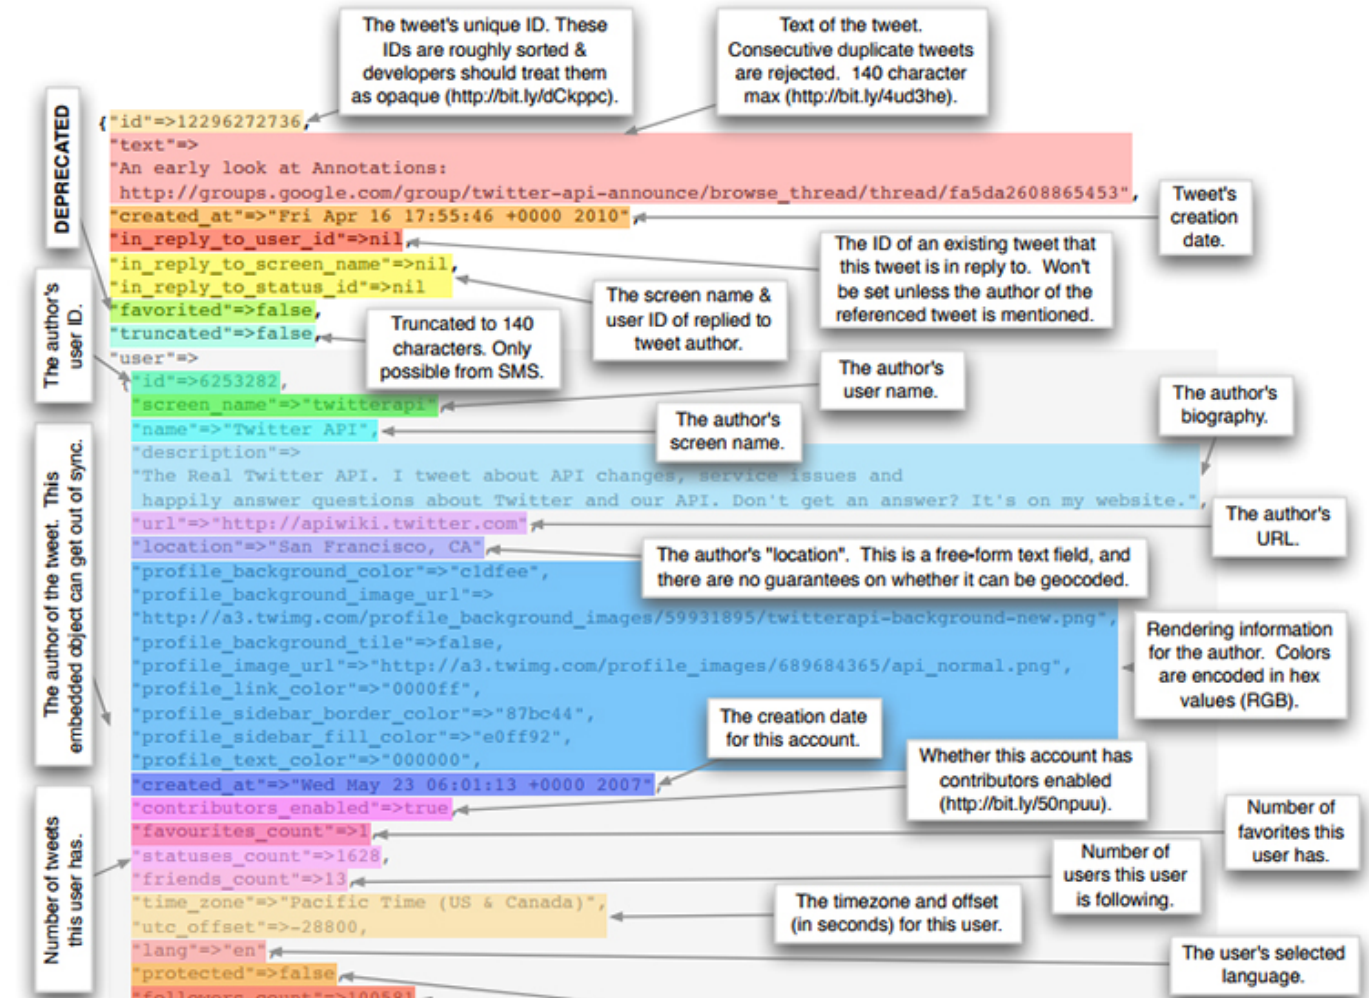 The tweet's unique ID. These
IDs are roughly sorted &
developers should treat them
as opaque (http://bit.ly/dCkppc).
Text of the tweet.
Consecutive duplicate tweets
are rejected. 140 character
max (http://bit.ly/4ud3he).
DEPRECATED
{"id"=>12296272736,
"text"=>
"An early look at Annotations:
http://groups.google.com/group/twitter-api-announce/browse_thread/thread/fa5da2608865453",
"created_at"=>"Fri Apr 16 17:55:46 +0000 2010",
Tweet's
creation
date.
"in_reply_to_user_id"=>nil,
The ID of an existing tweet that
this tweet is in reply to. Won't
be set unless the author of the
referenced tweet is mentioned.
"in_reply_to_screen_name"=>nil,
"in_reply_to_status_id"=>nil
The screen name &
user ID of replied to
tweet author.
"favorited"=>false,
"truncated"=>false,
Truncated to 140
characters. Only
possible from SMS.
The author's
user ID.
"user"=>
{"id"=>6253282,
"screen_name"=>"twitterapi",
The author's
user name.
"name"=>"Twitter API",
The author's
screen name.
The author's
biography.
"description"=>
"The Real Twitter API. I tweet about API changes, service issues and
happily answer questions about Twitter and our API. Don't get an answer? It's on my website.",
The author of the tweet. This
embedded object can get out of sync.
"url"=>"http://apiwiki.twitter.com",
The author's
URL.
"location"=>"San Francisco, CA",
The author's "location". This is a free-form text field, and
there are no guarantees on whether it can be geocoded.
"profile_background_color"=>"c1dfee",
"profile_background_image_url"=>
"http://a3.twimg.com/profile_background_images/59931895/twitterapi-background-new.png",
"profile_background_tile"=>false,
"profile_image_url"=>"http://a3.twimg.com/profile_images/689684365/api_normal.png",
"profile_link_color"=>"0000ff",
"profile_sidebar_border_color"=>"87bc44",
"profile_sidebar_fill_color"=>"e0ff92",
"profile_text_color"=>"000000",
Rendering information
for the author. Colors
are encoded in hex
values (RGB).
The creation date
for this account.
"created_at"=>"Wed May 23 06:01:13 +0000 2007",
Whether this account has
contributors enabled
(http://bit.ly/50npuu).
"contributors_enabled"=>true,
"favourites_count"=>1,
Number of
favorites this
user has.
Number of tweets
this user has.
"statuses_count"=>1628,
"friends_count"=>13,
Number of
users this user
is following.
"time_zone"=>"Pacific Time (US & Canada)",
"utc_offset"=>-28800,
The timezone and offset
(in seconds) for this user.
"lang"=>"en",
The user's selected
language.
"protected"=>false,
"followers_count"=>100581,